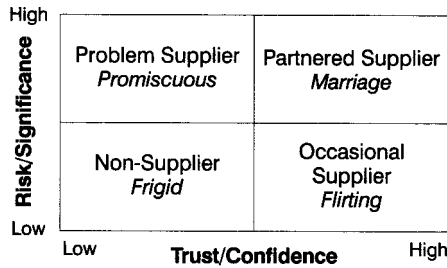 High
Problem Supplier
Promiscuous
Partnered Supplier
Marriage
Risk/Significance
Non-Supplier
Frigid
Occasional
Supplier
Flirting
Low
Low
Trust/Confidence
High